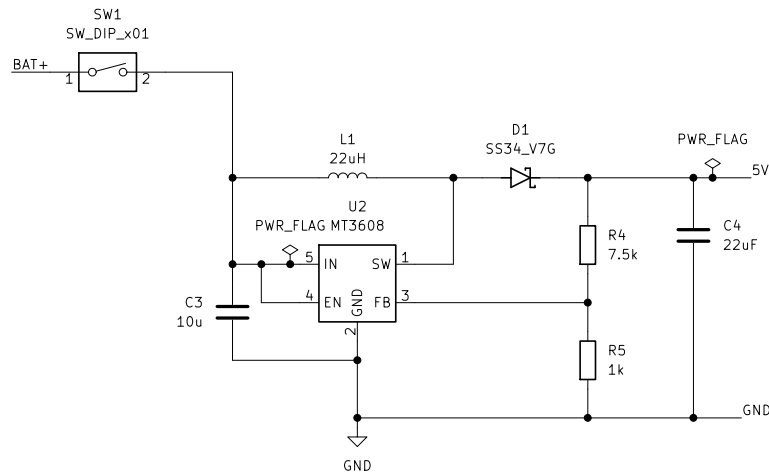 SW1
SW_DIP_x01
BAT+
1
2
L1
22uH
D1
SS34_V7G
PWR_FLAG
5V
U2
PWR_FLAG MT3608
5 IN
SW 1
4 EN
FB 3
GND
2
C3
10u
R4
7.5k
C4
22uF
R5
1k
GND
GND